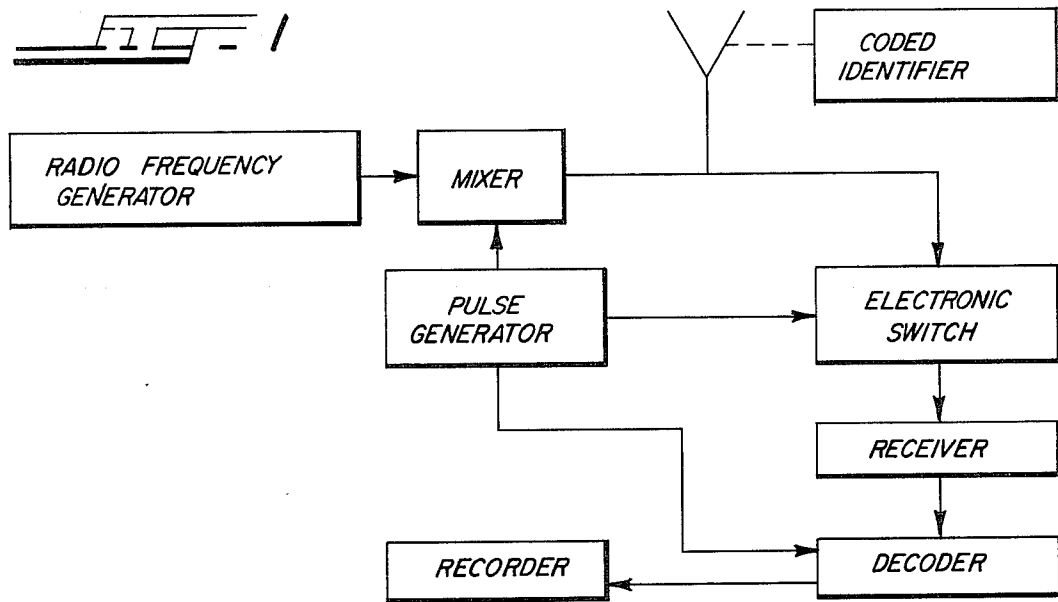 FIG-1
CODED
IDENTIFIER
RADIO FREQUENCY
GENERATOR
MIXER
PULSE
GENERATOR
ELECTRONIC
SWITCH
RECEIVER
RECORDER
DECODER